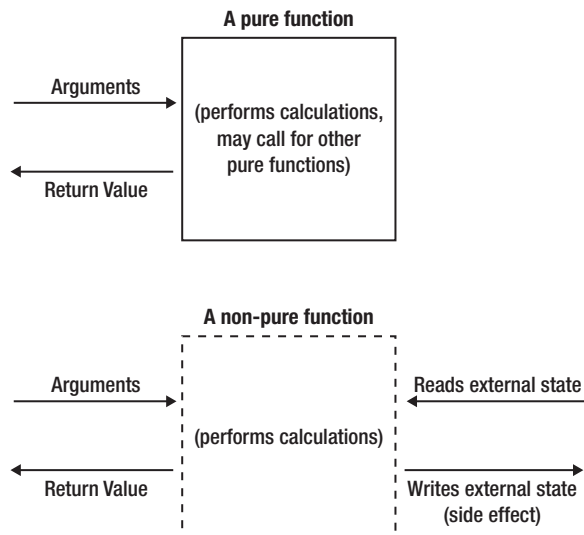 A pure function
Arguments
(performs calculations,
may call for other
pure functions)
Return Value
A non-pure function
Arguments
Reads external state
(performs calculations)
Return Value
Writes external state
(side effect)